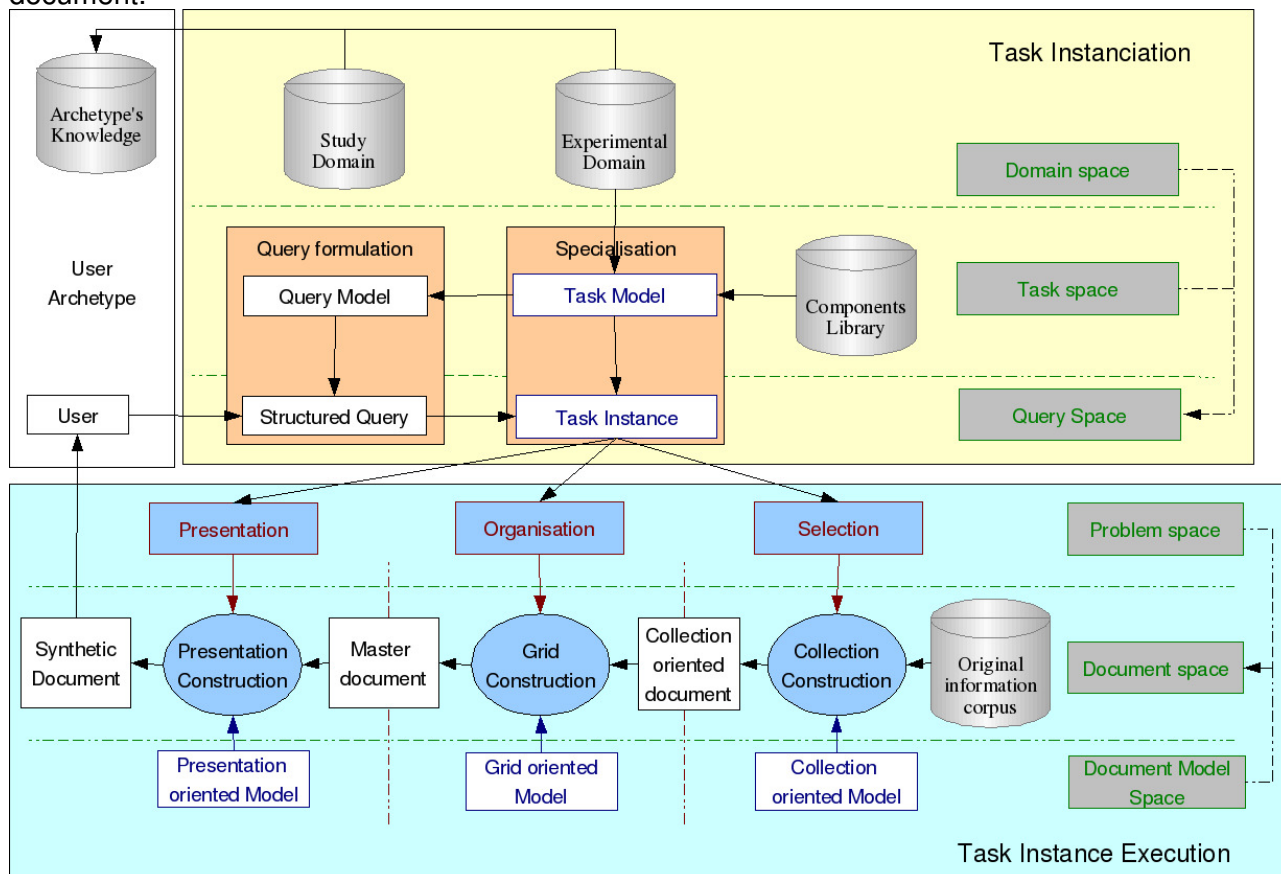 document.
Task Instanciation
Archetype's
Knowledge
Study
Domain
Experimental
Domain
Domain space
User
Archetype
Query formulation
Specialisation
Query Model
Task Model
Components
Library
Task space
User
Structured Query
Task Instance
Query Space
Presentation
Organisation
Selection
Problem space
Synthetic
Document
Presentation
Construction
Master
document
Grid
Construction
Collection
oriented
document
Collection
Construction
Original
information
corpus
Document space
Presentation
oriented Model
Grid oriented
Model
Collection
oriented Model
Document Model
Space
Task Instance Execution